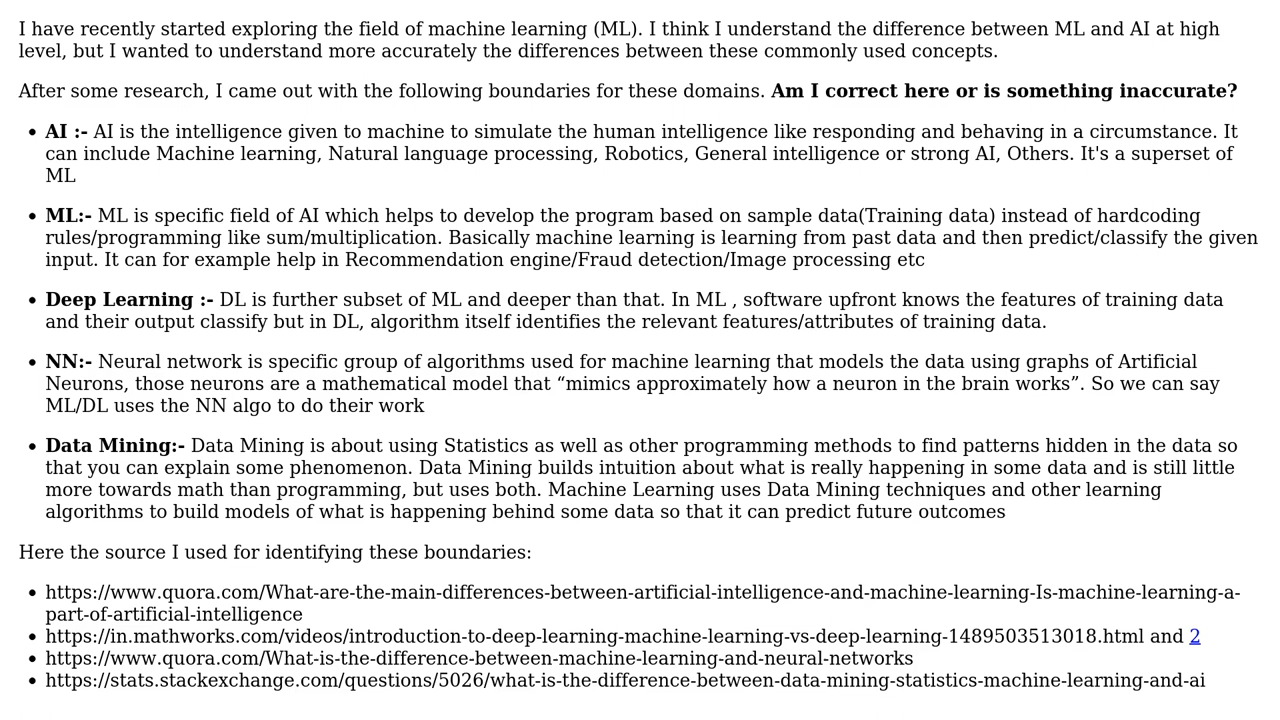 I have recently started exploring the field of machine learning (ML). I think I understand the difference between ML and AI at high
level, but I wanted to understand more accurately the differences between these commonly used concepts.
After some research, I came out with the following boundaries for these domains. Am I correct here or is something inaccurate?
• AI :- AI is the intelligence given to machine to simulate the human intelligence like responding and behaving in a circumstance. It
can include Machine learning, Natural language processing, Robotics, General intelligence or strong AI, Others. It's a superset of
ML
• ML:- ML is specific field of AI which helps to develop the program based on sample data(Training data) instead of hardcoding
rules/programming like sum/multiplication. Basically machine learning is learning from past data and then predict/classify the given
input. It can for example help in Recommendation engine/Fraud detection/Image processing etc
• Deep Learning :- DL is further subset of ML and deeper than that. In ML , software upfront knows the features of training data
and their output classify but in DL, algorithm itself identifies the relevant features/attributes of training data.
• NN:- Neural network is specific group of algorithms used for machine learning that models the data using graphs of Artificial
Neurons, those neurons are a mathematical model that “mimics approximately how a neuron in the brain works”. So we can say
ML/DL uses the NN algo to do their work
• Data Mining:- Data Mining is about using Statistics as well as other programming methods to find patterns hidden in the data so
that you can explain some phenomenon. Data Mining builds intuition about what is really happening in some data and is still little
more towards math than programming, but uses both. Machine Learning uses Data Mining techniques and other learning
algorithms to build models of what is happening behind some data so that it can predict future outcomes
Here the source I used for identifying these boundaries:
• https://www.quora.com/What-are-the-main-differences-between-artificial-intelligence-and-machine-learning-Is-machine-learning-a-
part-of-artificial-intelligence
• https://in.mathworks.com/videos/introduction-to-deep-learning-machine-learning-vs-deep-learning-1489503513018.html and 2
• https://www.quora.com/What-is-the-difference-between-machine-learning-and-neural-networks
• https://stats.stackexchange.com/questions/5026/what-is-the-difference-between-data-mining-statistics-machine-learning-and-ai